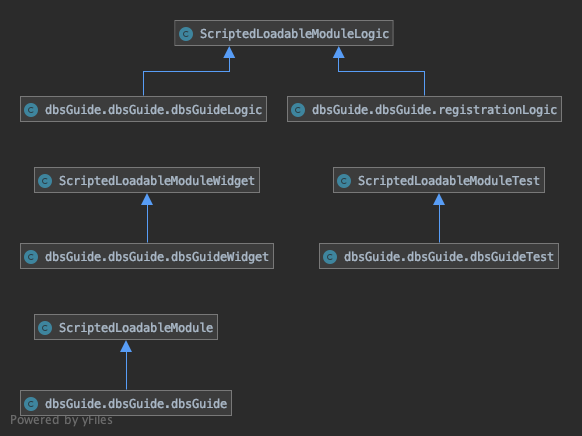 ScriptedLoadableModuleLogic
dbsGuide.dbsGuide.dbsGuideLogic
dbsGuide.dbsGuide.registrationLogic
ScriptedLoadableModuleWidget
ScriptedLoadableModuleTest
dbsGuide.dbsGuide.dbsGuideWidget
dbsGuide.dbsGuide.dbsGuideTest
ScriptedLoadableModule
dbsGuide.dbsGuide.dbsGuide
Powered by yFiles